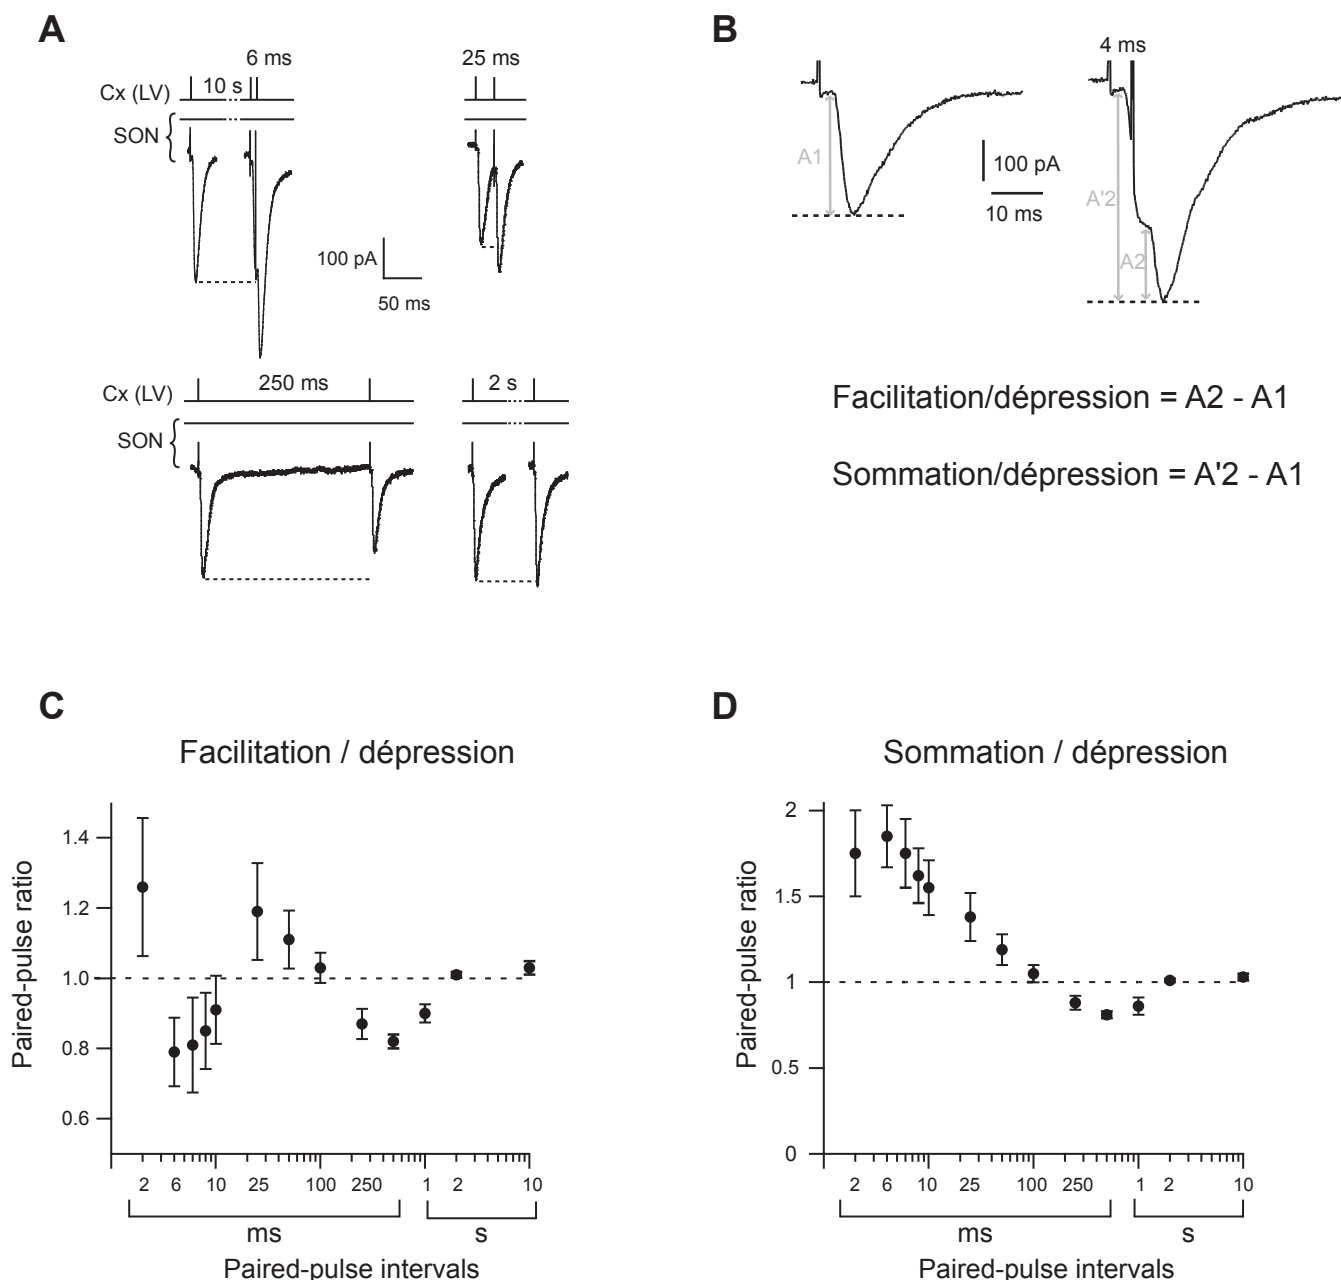 A
6 ms
25 ms
Cx (LV)
10 s
SON
100 pA
50 ms
Cx (LV)
250 ms
2 s
SON
B
4 ms
A1
100 pA
10 ms
A'2
A2
Facilitation/dépression = A2 - A1
Sommation/dépression = A'2 - A1
C
Facilitation / dépression
Paired-pulse ratio
1.4
1.2
1.0
0.8
0.6
2 6 10 25 100 250 1 2 10
ms s
Paired-pulse intervals
D
Sommation / dépression
Paired-pulse ratio
2
1.5
1
0.5
0
2 6 10 25 100 250 1 2 10
ms s
Paired-pulse intervals